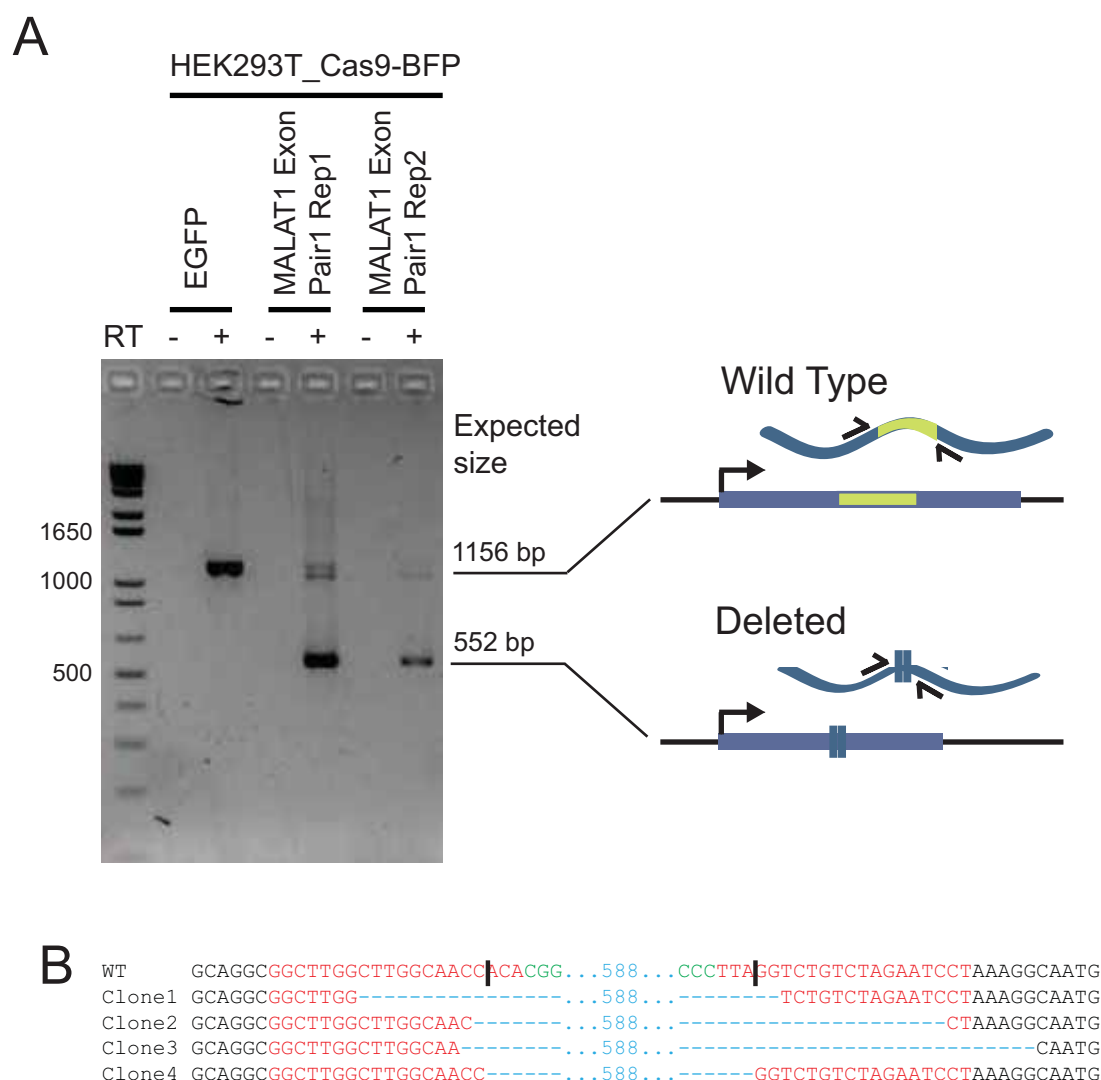 A
HEK293T_Cas9-BFP
EGFP
MALAT1 Exon
Pair1 Rep1
MALAT1 Exon
Pair1 Rep2
RT - + - + - +
Expected
size
1650
1000
500
1156 bp
552 bp
Wild Type
Deleted
B
WT GCAGGCGGCTTGGCTTGGCAACCACACGG...588...CCCTTAGGTCTGTCTAGAATCCTAAAGGCAATG
Clone1 GCAGGCGGCTTGG------------------...588...---------TCTGTCTAGAATCCTAAAGGCAATG
Clone2 GCAGGCGGCTTGGCTTGGCAAC--------...588...-----------------------CTAAAGGCAATG
Clone3 GCAGGCGGCTTGGCTTGGCAA---------...588...-------------------------------CAATG
Clone4 GCAGGCGGCTTGGCTTGGCAACC-------...588...------GGTCTGTCTAGAATCCTAAAGGCAATG